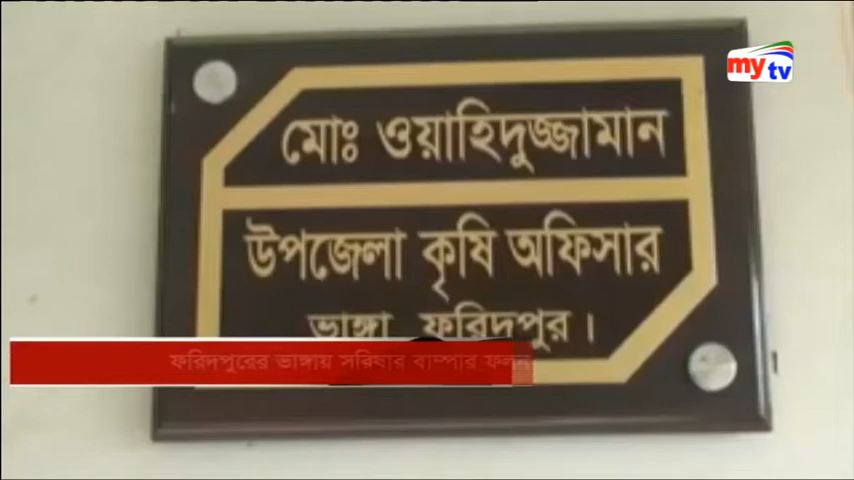 my tv
মোঃ ওয়াহিদুজ্জামান
উপজেলা কৃষি অফিসার
ভাঙ্গা, ফরিদপুর।
ফরিদপুরের ভাঙ্গায় সরিষার বাম্পার ফলন